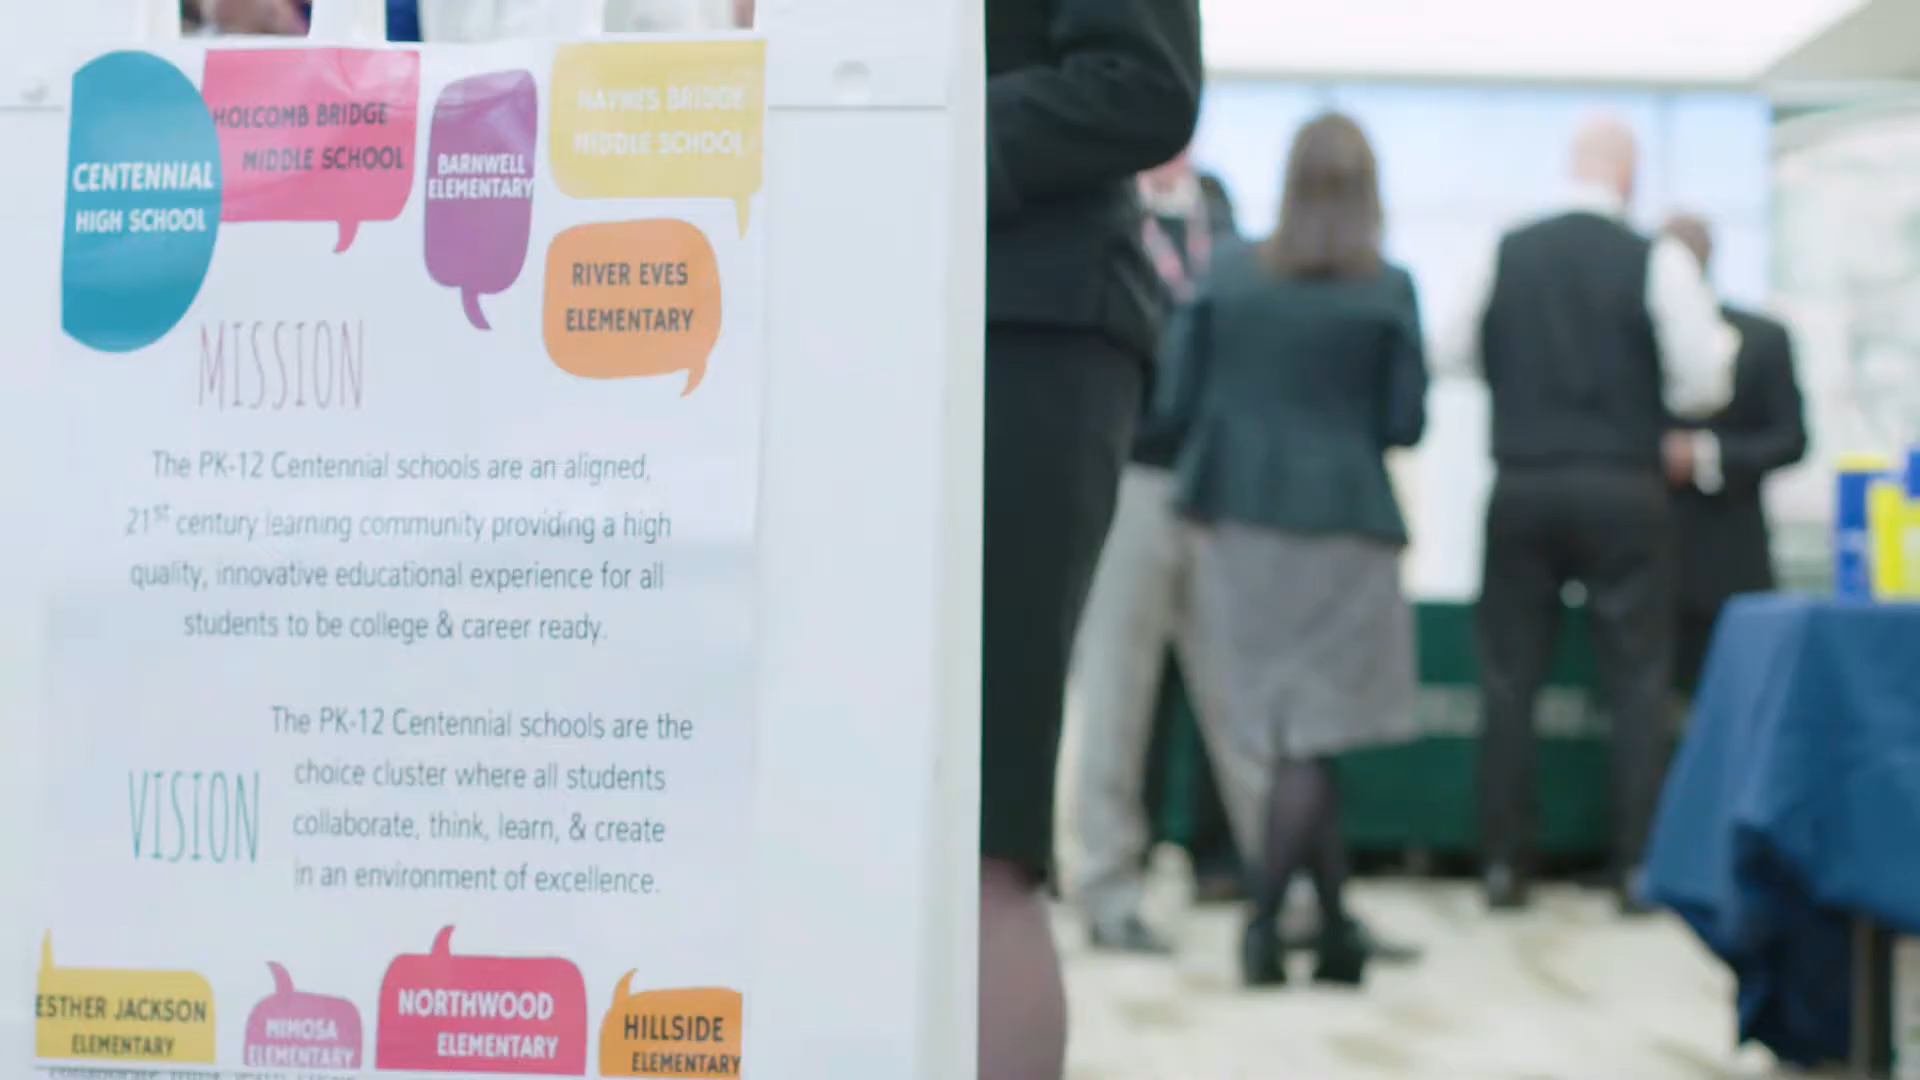 CENTENNIAL
HIGH SCHOOL
HOLCOMB BRIDGE
MIDDLE SCHOOL
BARNWELL
ELEMENTARY
HAYNES BRIDGE
MIDDLE SCHOOL
RIVER EVES
ELEMENTARY
MISSION
The PK-12 Centennial schools are an aligned,
21st century learning community providing a high
quality, innovative educational experience for all
students to be college & career ready.
VISION
The PK-12 Centennial schools are the
choice cluster where all students
collaborate, think, learn, & create
in an environment of excellence.
ESTHER JACKSON
ELEMENTARY
MIMOSA
ELEMENTARY
NORTHWOOD
ELEMENTARY
HILLSIDE
ELEMENTARY